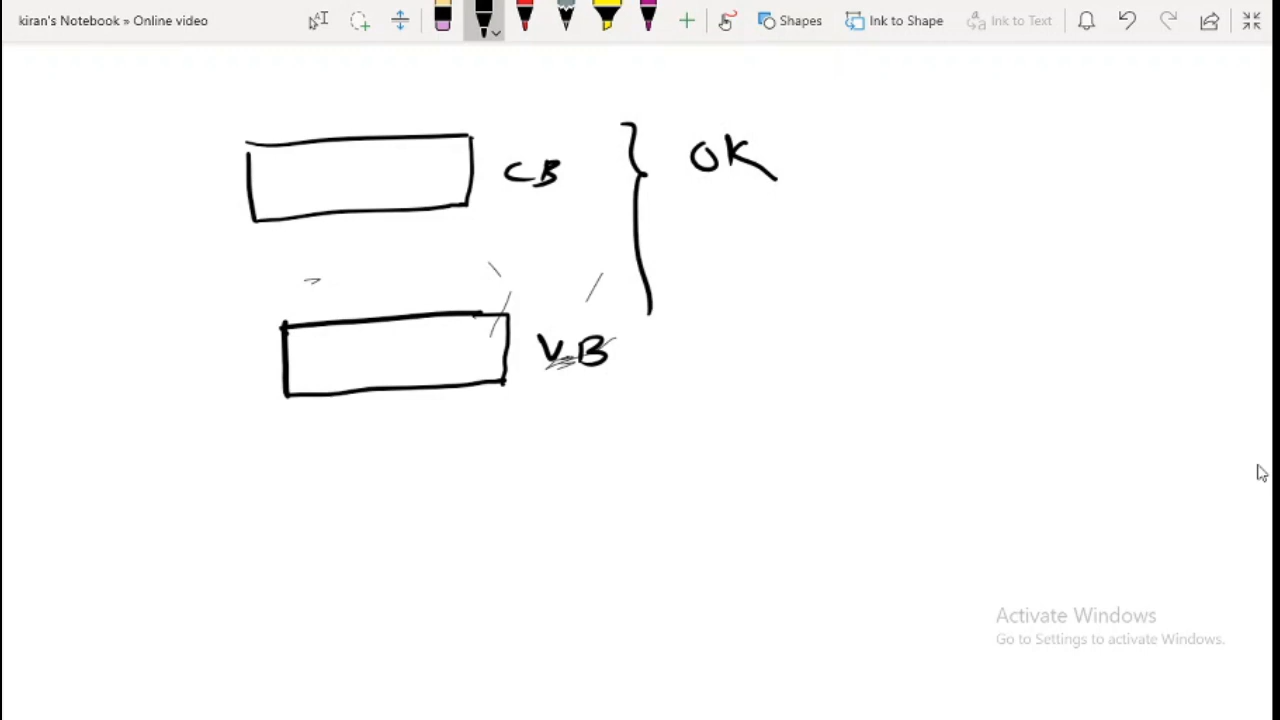 kiran's Notebook » Online video
Shapes
Ink to Shape
Ink to Text
CB
OK
VB
Activate Windows
Go to Settings to activate Windows.